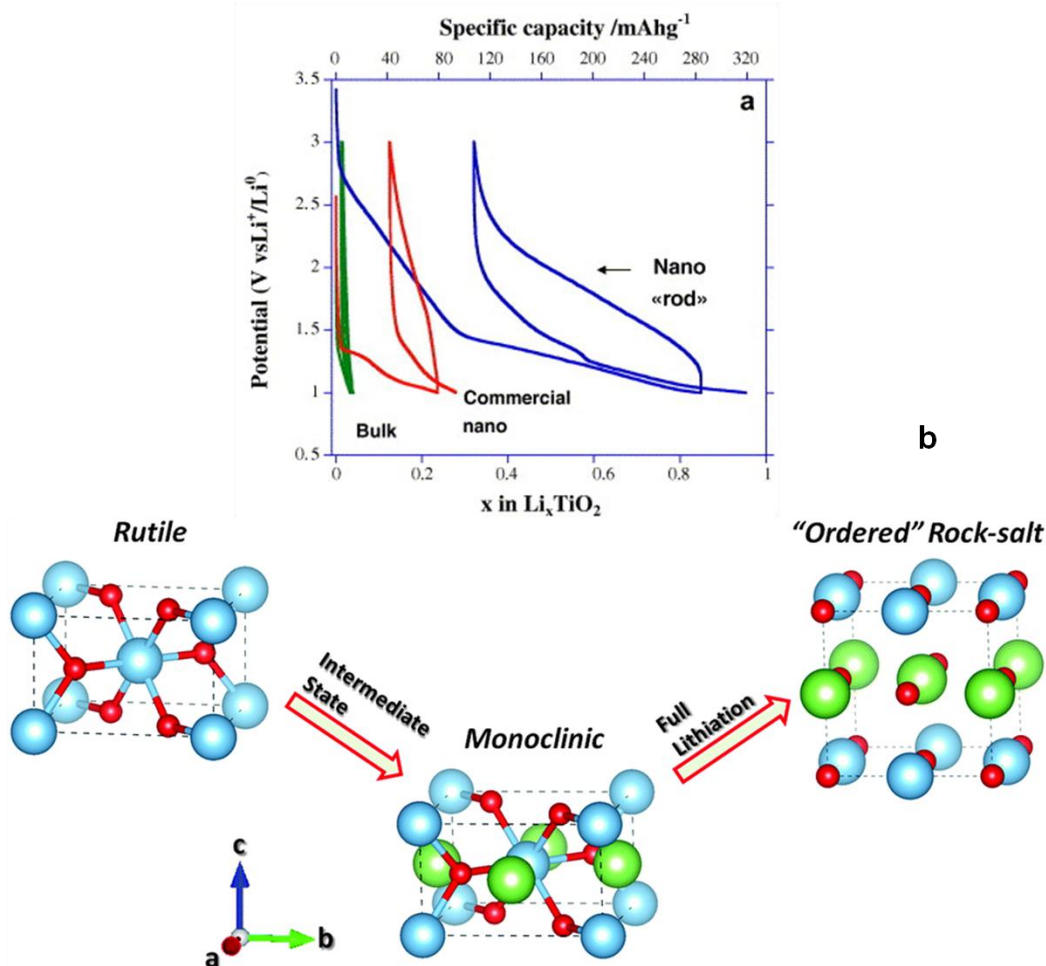 Specific capacity /mAhg⁻¹
0 40 80 120 160 200 240 280 320
a
3.5
3
2.5
2
1.5
1
0.5
Potential (V vsLi⁺/Li⁰)
Nano
«rod»
Commercial
nano
Bulk
0 0.2 0.4 0.6 0.8 1
x in LiₓTiO₂
b
Rutile
"Ordered" Rock-salt
Intermediate
State
Monoclinic
Full
Lithiation
c
b
a